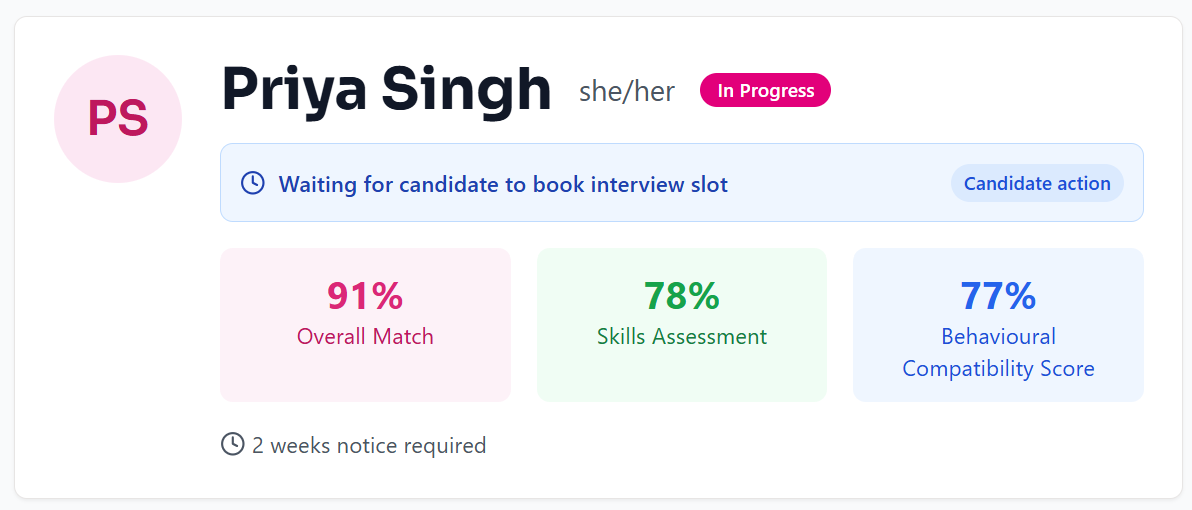 PS
Priya Singh she/her In Progress
Waiting for candidate to book interview slot Candidate action
91%
Overall Match
78%
Skills Assessment
77%
Behavioural
Compatibility Score
2 weeks notice required